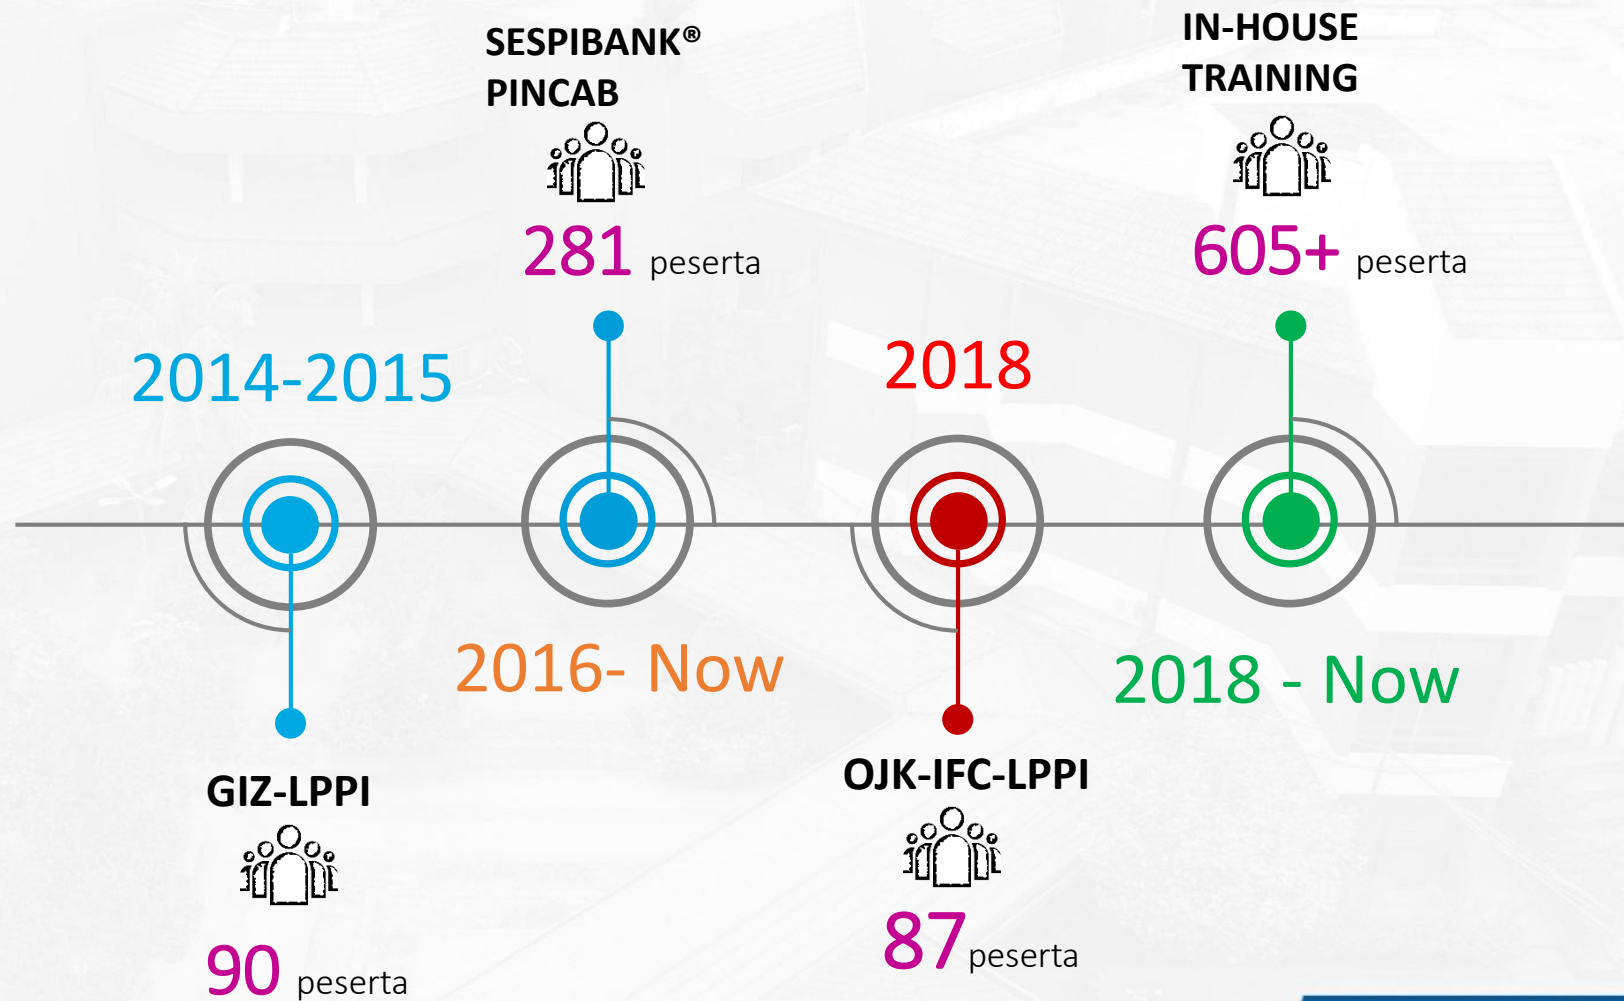 SESPIBANK®
PINCAB
281 peserta
IN-HOUSE
TRAINING
605+ peserta
2014-2015
2018
2016- Now
2018 - Now
GIZ-LPPI
90 peserta
OJK-IFC-LPPI
87 peserta